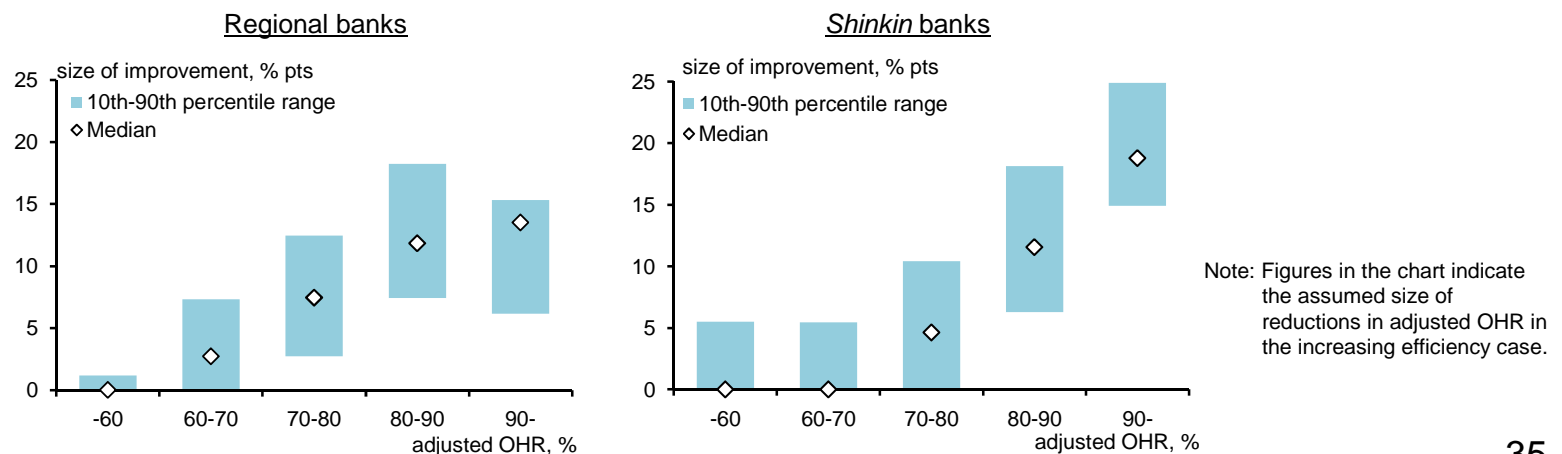 Regional banks
size of improvement, % pts
10th-90th percentile range
Median
25
20
15
10
5
0
-60 60-70 70-80 80-90 90-
adjusted OHR, %
Shinkin banks
size of improvement, % pts
10th-90th percentile range
Median
25
20
15
10
5
0
-60 60-70 70-80 80-90 90-
adjusted OHR, %
Note: Figures in the chart indicate
the assumed size of
reductions in adjusted OHR in
the increasing efficiency case.